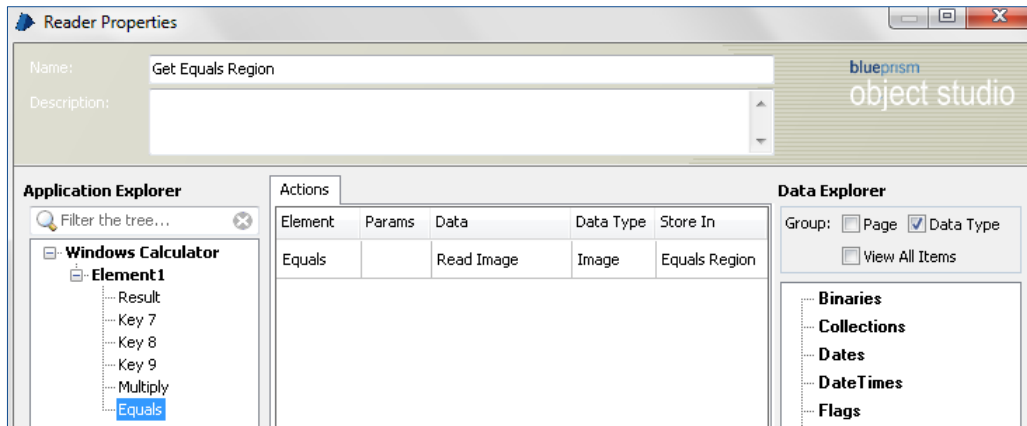 Reader Properties
Name:
Get Equals Region
Description:
blueprism
object studio
Application Explorer
Filter the tree...
Windows Calculator
Element1
Result
Key 7
Key 8
Key 9
Multiply
Equals
Actions
Element Params Data Data Type Store In
Equals Read Image Image Equals Region
Data Explorer
Group: Page Data Type
View All Items
Binaries
Collections
Dates
DateTimes
Flags